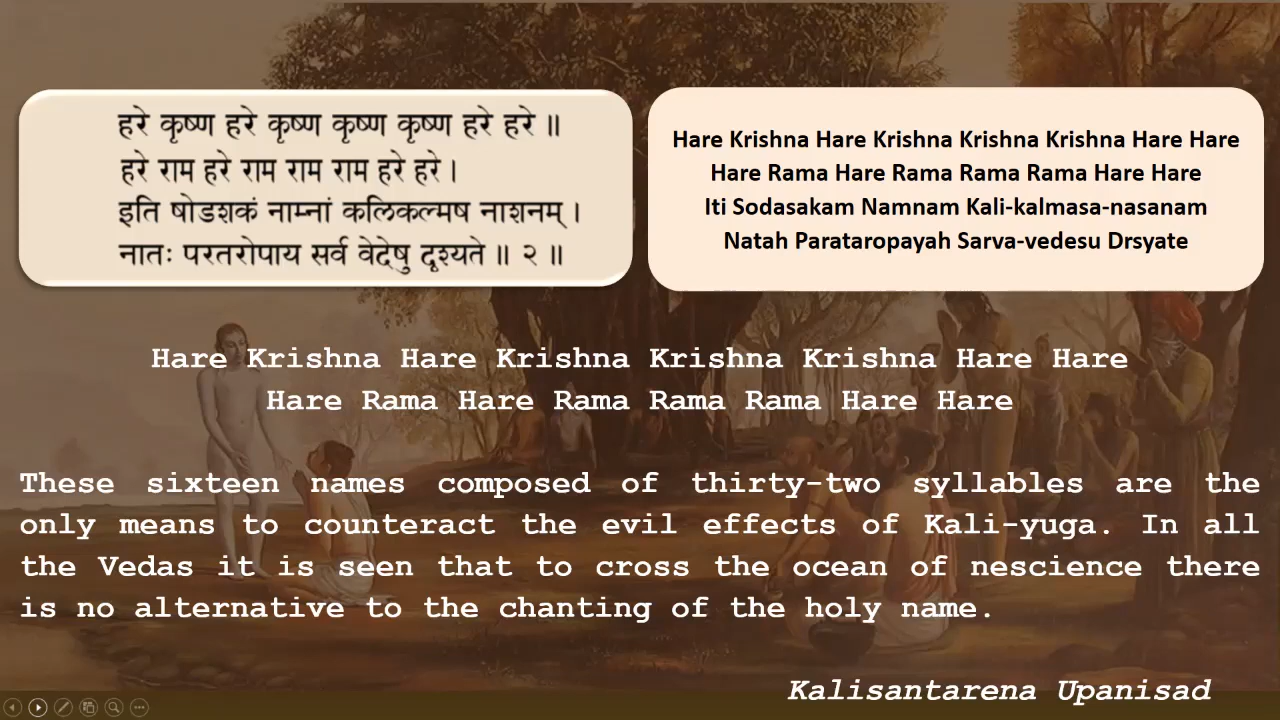 हरे कृष्ण हरे कृष्ण कृष्ण कृष्ण हरे हरे ॥
हरे राम हरे राम राम राम हरे हरे ।
इति षोडशकं नाम्नां कलिकल्मष नाशनम् ।
नातः परतरोपाय सर्व वेदेषु दृश्यते ॥ २ ॥
Hare Krishna Hare Krishna Krishna Krishna Hare Hare
Hare Rama Hare Rama Rama Rama Hare Hare
Iti Sodasakam Namnam Kali-kalmasa-nasanam
Natah Parataropayah Sarva-vedesu Drsyate
Hare Krishna Hare Krishna Krishna Krishna Hare Hare
Hare Rama Hare Rama Rama Rama Hare Hare
These sixteen names composed of thirty-two syllables are the
only means to counteract the evil effects of Kali-yuga. In all
the Vedas it is seen that to cross the ocean of nescience there
is no alternative to the chanting of the holy name.
Kalisantarena Upanisad